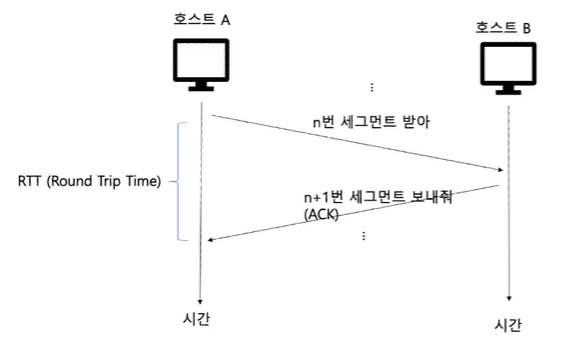 호스트 A
호스트 B
⋮
n번 세그먼트 받아
RTT (Round Trip Time)
n+1번 세그먼트 보내줘
(ACK)
⋮
시간
시간